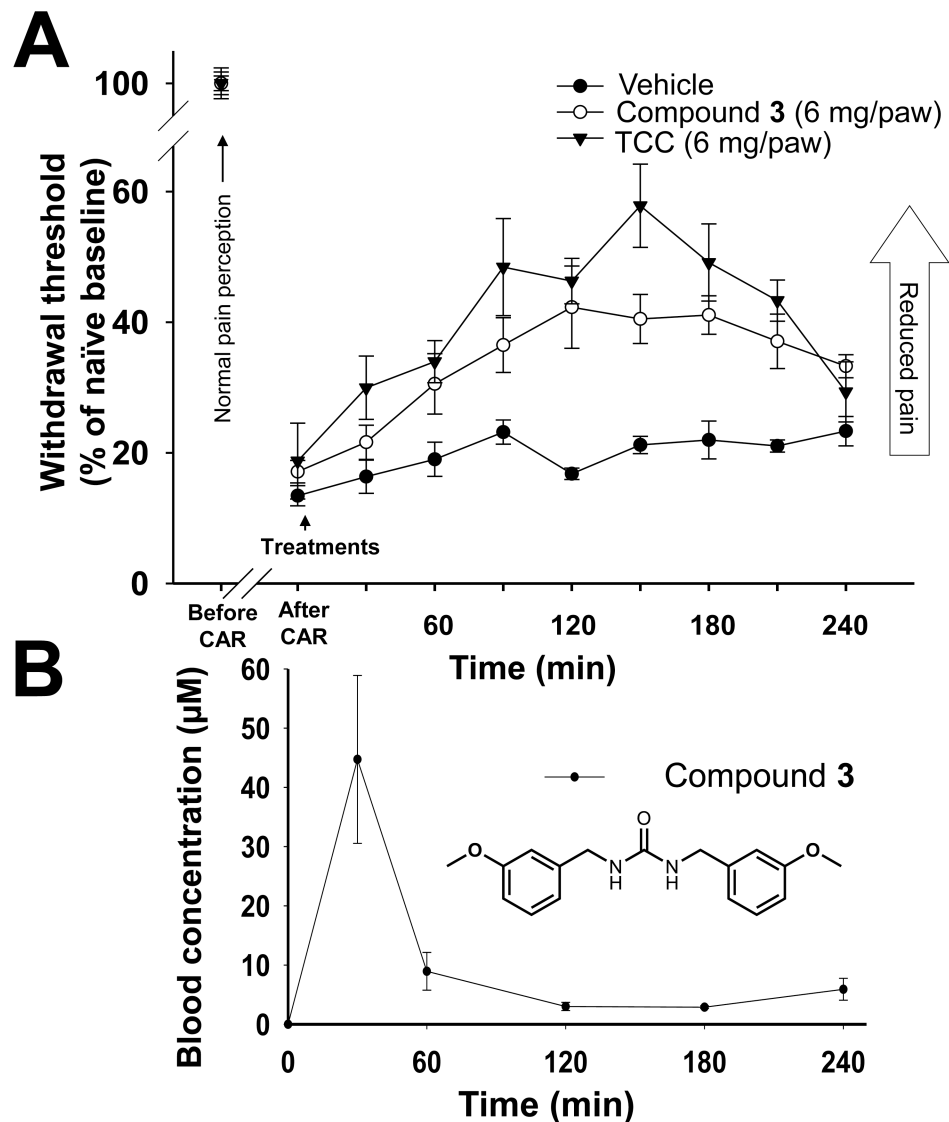 A
100
60
40
20
0
Withdrawal threshold
(% of naïve baseline)
Vehicle
Compound 3 (6 mg/paw)
TCC (6 mg/paw)
Normal pain perception
Reduced pain
Treatments
Before
CAR
After
CAR
60
120
180
240
Time (min)
B
60
50
40
30
20
10
0
Blood concentration (µM)
Compound 3
O
O
N
H
N
H
O
0
60
120
180
240
Time (min)